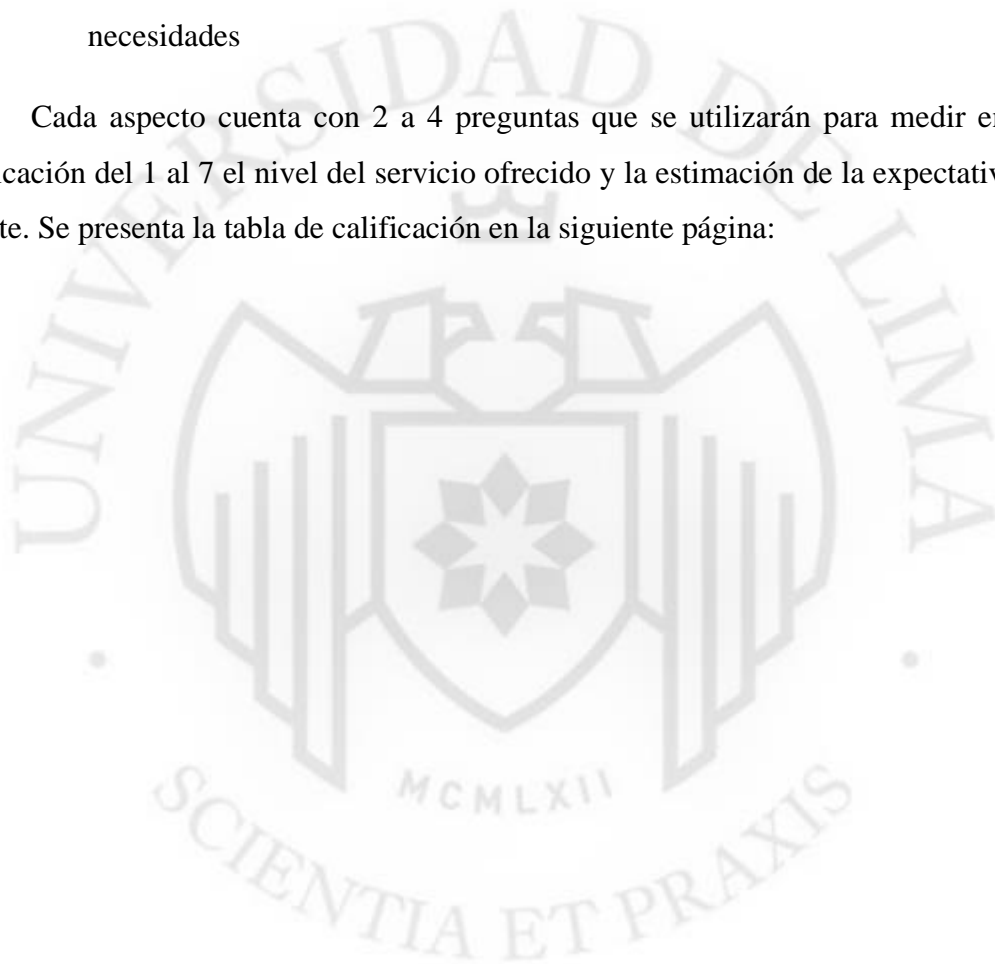 necesidades
Cada aspecto cuenta con 2 a 4 preguntas que se utilizarán para medir en
icación del 1 al 7 el nivel del servicio ofrecido y la estimación de la expectativ
te. Se presenta la tabla de calificación en la siguiente página:
UNIVERSIDAD DE LIMA
MCMLXII
SCIENTIA ET PRAXIS